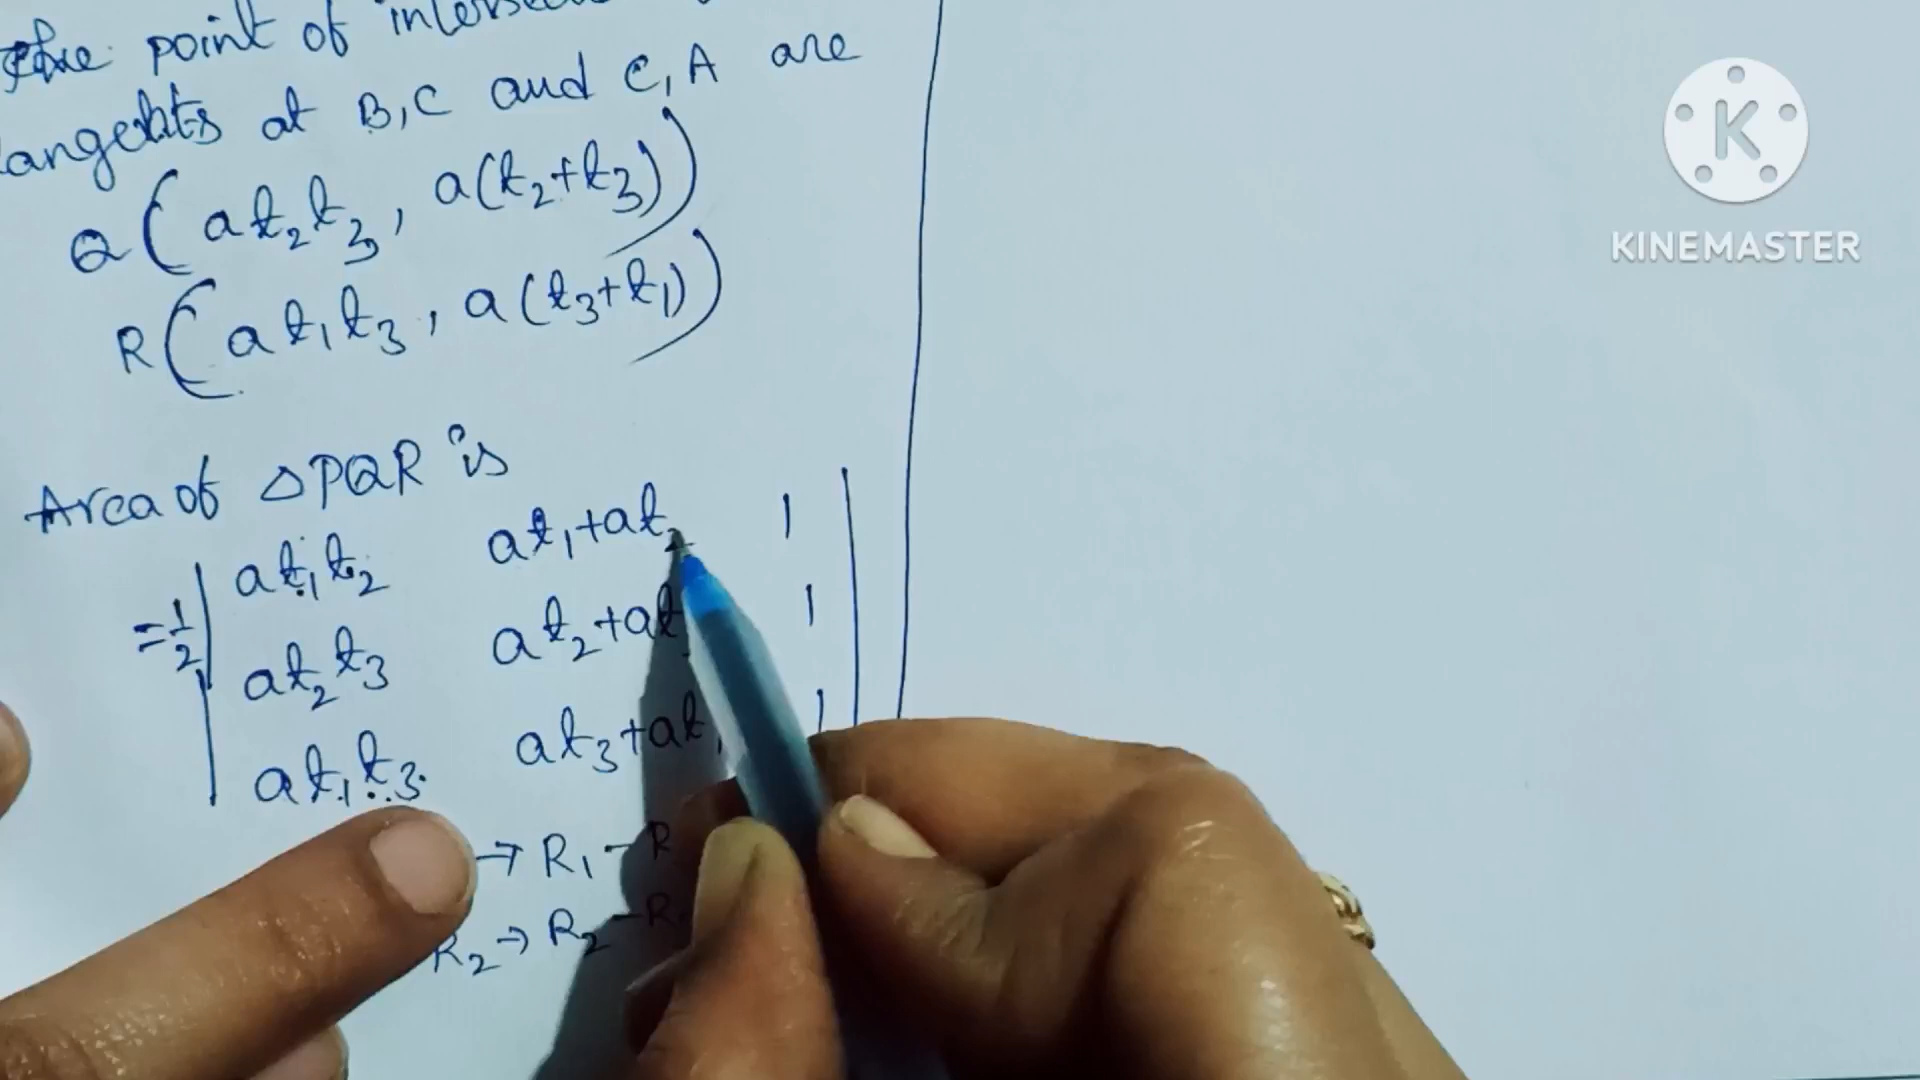 the point of
tangents at B,C and C,A are
Q(at₂t₃, a(t₂+t₃))
R(at₁t₃, a(t₃+t₁))
Area of △PQR is
=1/2 | at₁t₂ at₁+at₂ 1 |
at₂t₃ at₂+at 1
at₁t₃ at₃+at₁ 1
→ R₁ - R
R₂ → R₂ - R
K
KINEMASTER